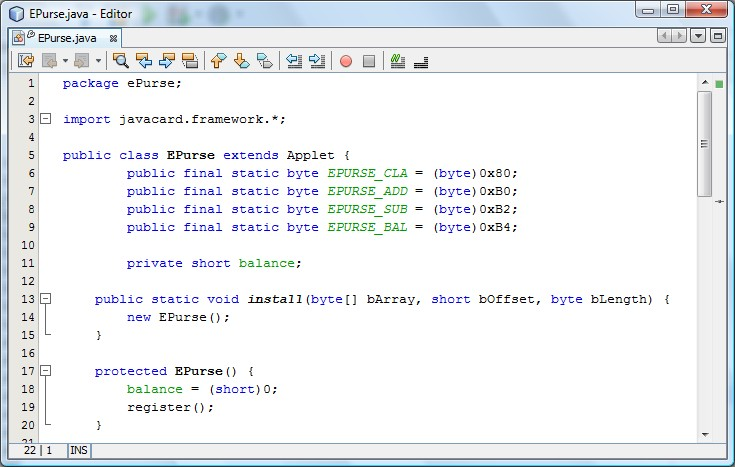 EPurse.java - Editor
EPurse.java
1 package ePurse;
2
3 import javacard.framework.*;
4
5 public class EPurse extends Applet {
6 public final static byte EPURSE_CLA = (byte)0x80;
7 public final static byte EPURSE_ADD = (byte)0xB0;
8 public final static byte EPURSE_SUB = (byte)0xB2;
9 public final static byte EPURSE_BAL = (byte)0xB4;
10
11 private short balance;
12
13 public static void install(byte[] bArray, short bOffset, byte bLength) {
14 new EPurse();
15 }
16
17 protected EPurse() {
18 balance = (short)0;
19 register();
20 }
21
22 | 1 INS